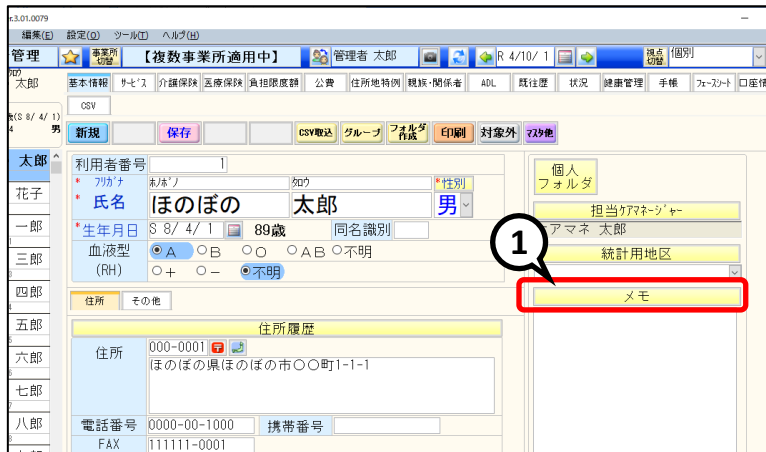 r.3.01.0079
編集(E) 設定(O) ツール(T) ヘルプ(H)
管理 事業所切替 【複数事業所適用中】 管理者 太郎 R 4/10/ 1 視点切替 個別
太郎 基本情報 サービス 介護保険 医療保険 負担限度額 公費 住所地特例 親族・関係者 ADL 既往歴 状況 健康管理 手帳 フェースシート 口座情
CSV
(S 8/ 4/ 1)
4 男 新規 保存 CSV取込 グループ フォルダ作成 印刷 対象外 マスタ他
太郎 利用者番号 1 個人フォルダ
* フリガナ ホノボノ タロウ *性別
花子 * 氏名 ほのぼの 太郎 男 担当ケアマネージャー
一郎 *生年月日 S 8/ 4/ 1 89歳 同名識別 アマネ 太郎
1
三郎 血液型 A B O AB 不明 統計用地区
(RH) + - 不明
四郎 住所 その他 メモ
五郎 住所履歴
六郎 住所 000-0001
ほのぼの県ほのぼの市〇〇町1-1-1
七郎
八郎 電話番号 0000-00-1000 携帯番号
FAX 111111-0001